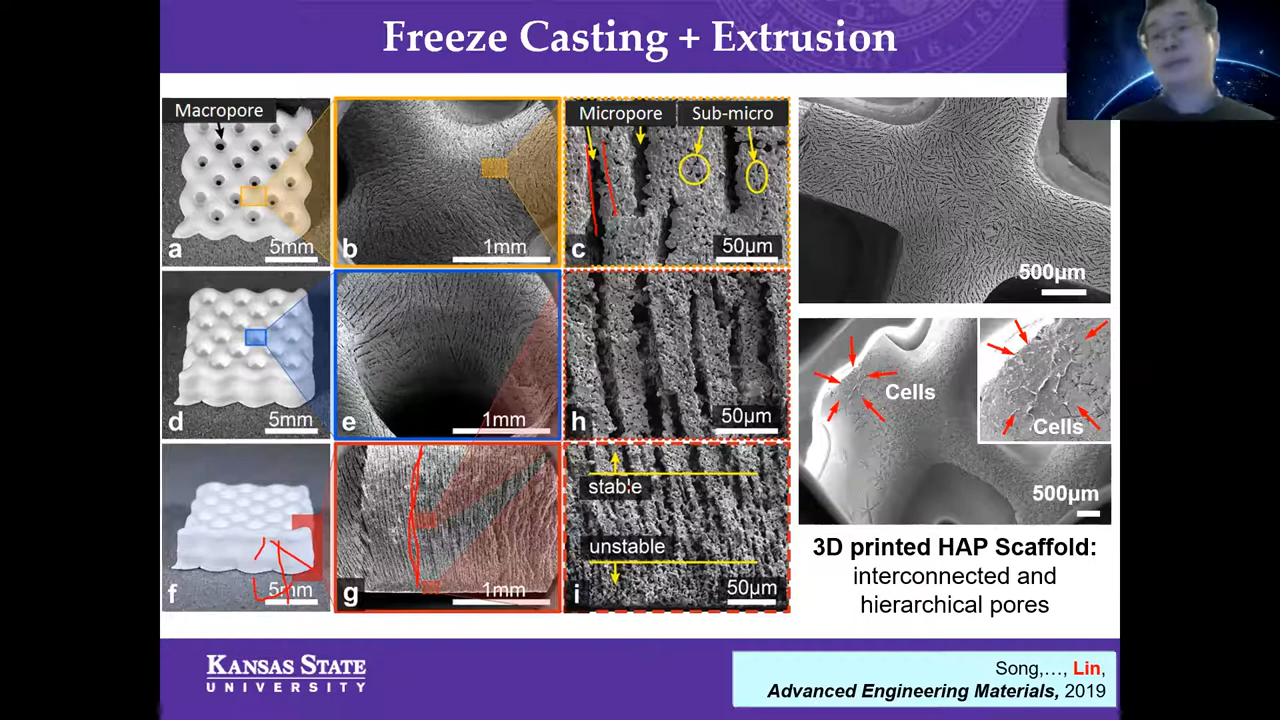 Freeze Casting + Extrusion
Macropore
a
5mm
b
1mm
Micropore
Sub-micro
c
50μm
500μm
d
5mm
e
1mm
h
50μm
Cells
Cells
500μm
f
5mm
g
1mm
stable
unstable
i
50μm
3D printed HAP Scaffold:
interconnected and
hierarchical pores
KANSAS STATE
UNIVERSITY
Song,…, Lin,
Advanced Engineering Materials, 2019